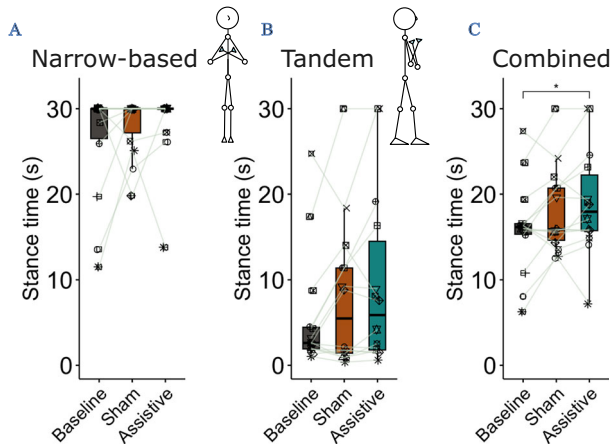 A
Narrow-based
B
Tandem
C
Combined
Stance time (s)
30
20
10
0
Baseline
Sham
Assistive
Stance time (s)
30
20
10
0
Baseline
Sham
Assistive
Stance time (s)
30
20
10
0
*
Baseline
Sham
Assistive